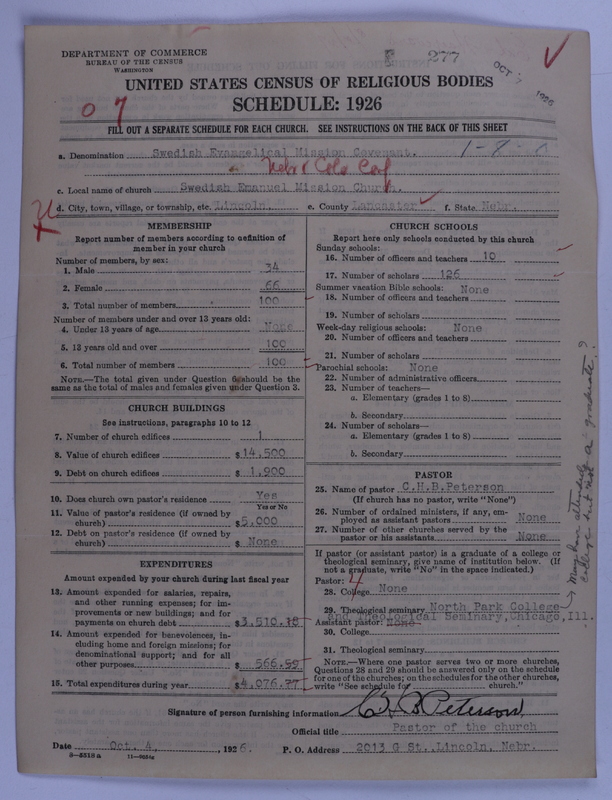 DEPARTMENT OF COMMERCE
BUREAU OF THE CENSUS
WASHINGTON
277
OCT 7 1926
UNITED STATES CENSUS OF RELIGIOUS BODIES
SCHEDULE: 1926
0 7
FILL OUT A SEPARATE SCHEDULE FOR EACH CHURCH. SEE INSTRUCTIONS ON THE BACK OF THIS SHEET
a. Denomination Swedish Evangelical Mission Covenant. 1-8-
c. Local name of church Swedish Emanuel Mission Church.
d. City, town, village, or township, etc. Lincoln. e. County Lancaster f. State Nebr.
MEMBERSHIP
Report number of members according to definition of
member in your church
Number of members, by sex:
1. Male 34
2. Female 66
3. Total number of members 100
Number of members under and over 13 years old:
4. Under 13 years of age None
5. 13 years old and over 100
6. Total number of members 100
NOTE.—The total given under Question 6 should be the
same as the total of males and females given under Question 3.
CHURCH BUILDINGS
See instructions, paragraphs 10 to 12
7. Number of church edifices 1
8. Value of church edifices $14,500
9. Debt on church edifices $1,900
10. Does church own pastor's residence Yes
Yes or No
11. Value of pastor's residence (if owned by
church) $5,000
12. Debt on pastor's residence (if owned by
church) $ None
EXPENDITURES
Amount expended by your church during last fiscal year
13. Amount expended for salaries, repairs,
and other running expenses; for im-
provements or new buildings; and for
payments on church debt $3,510.18
14. Amount expended for benevolences, in-
cluding home and foreign missions; for
denominational support; and for all
other purposes $ 566.59
15. Total expenditures during year $4,076.77
CHURCH SCHOOLS
Report here only schools conducted by this church
Sunday schools:
16. Number of officers and teachers 10
17. Number of scholars 126
Summer vacation Bible schools: None
18. Number of officers and teachers
19. Number of scholars
Week-day religious schools: None
20. Number of officers and teachers
21. Number of scholars
Parochial schools: None
22. Number of administrative officers
23. Number of teachers—
a. Elementary (grades 1 to 8)
b. Secondary
24. Number of scholars—
a. Elementary (grades 1 to 8)
b. Secondary
PASTOR
25. Name of pastor C.H.B.Peterson
(If church has no pastor, write "None")
26. Number of ordained ministers, if any, em-
ployed as assistant pastors None
27. Number of other churches served by the
pastor or his assistants None
If pastor (or assistant pastor) is a graduate of a college or
theological seminary, give name of institution below. (If
not a graduate, write "No" in the space indicated.)
Pastor: 4
28. College None
29. Theological seminary North Park College
and Theological Seminary, Chicago, Ill.
Assistant pastor: None
30. College
31. Theological seminary
NOTE.—Where one pastor serves two or more churches,
Questions 28 and 29 should be answered only on the schedule
for one of the churches; on the schedules for the other churches,
write "See schedule for church."
May have attended
college but not a graduate?
Signature of person furnishing information C.H.B.Peterson
Official title Pastor of the church
Date Oct. 4, 1926. P. O. Address 2013 G St., Lincoln, Nebr.
8-5518a 11-9034a